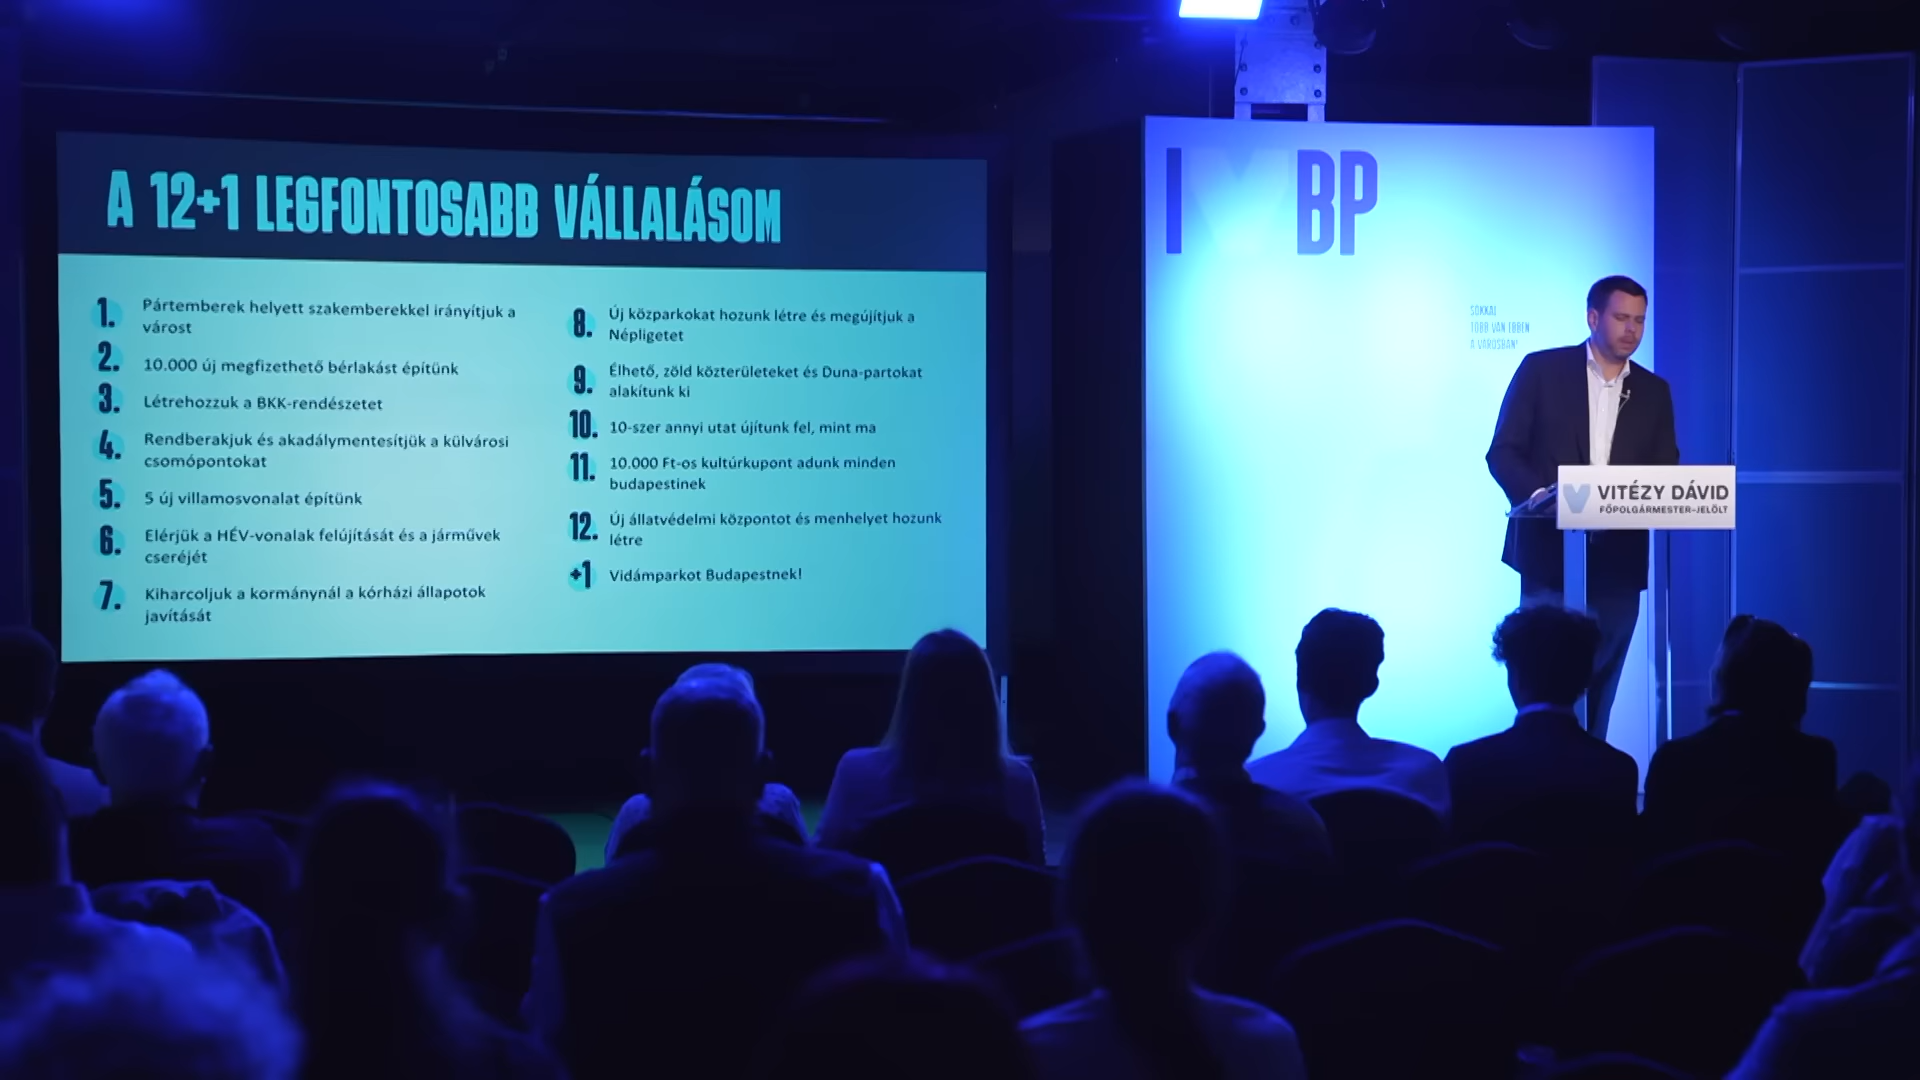 A 12+1 LEGFONTOSABB VÁLLALÁSOM
1. Pártemberek helyett szakemberekkel irányítjuk a
várost
2. 10.000 új megfizethető bérlakást építünk
3. Létrehozzuk a BKK-rendészetet
4. Rendberakjuk és akadálymentesítjük a külvárosi
csomópontokat
5. 5 új villamosvonalat építünk
6. Elérjük a HÉV-vonalak felújítását és a járművek
cseréjét
7. Kiharcoljuk a kormánynál a kórházi állapotok
javítását
8. Új közparkokat hozunk létre és megújítjuk a
Népligetet
9. Élhető, zöld közterületeket és Duna-partokat
alakítunk ki
10. 10-szer annyi utat újítunk fel, mint ma
11. 10.000 Ft-os kultúrkupont adunk minden
budapestinek
12. Új állatvédelmi központot és menhelyet hozunk
létre
+1 Vidámparkot Budapestnek!
I BP
SOKKAL
TÖBB VAN EBBEN
A VÁROSBAN!
VITÉZY DÁVID
FŐPOLGÁRMESTER-JELÖLT